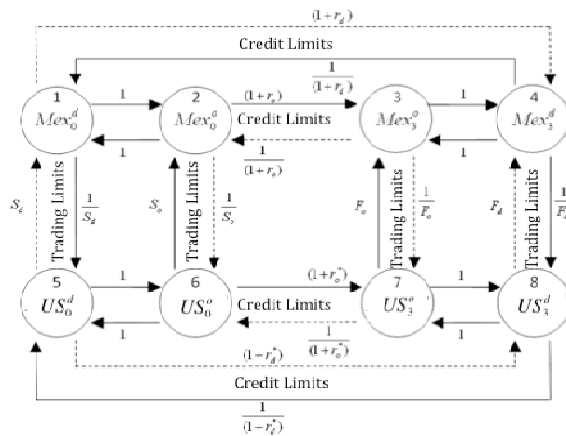 (1+r_d)
Credit Limits
1/(1+r_d)
1
Mex_0^d
1
1
2
Mex_0^o
(1+r_o)
Credit Limits
1/(1+r_o)
3
Mex_3^o
1
1
4
Mex_3^d
S_d
Trading Limits
1/S_d
S_o
Trading Limits
1/S_o
F_o
Trading Limits
1/F_o
F_d
Trading Limits
5
US_0^d
1
1
6
US_0^o
(1+r_o^*)
Credit Limits
1/(1+r_o^*)
7
US_3^o
1
1
8
US_3^d
(1-r_d^*)
Credit Limits
1/(1-r_d^*)